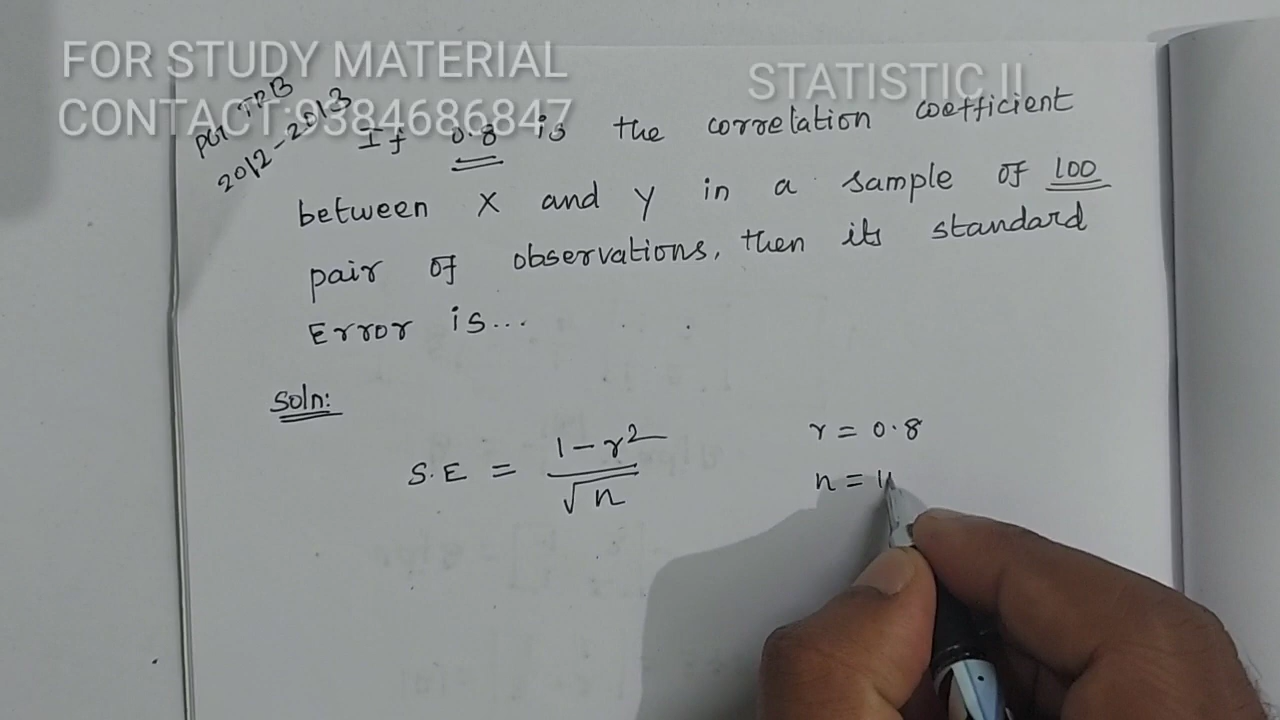 FOR STUDY MATERIAL
CONTACT:9384686847
STATISTIC II
PG TRB
2012-2013
If 0.8 is the correlation coefficient
between X and Y in a sample of 100
pair of observations, then its standard
Error is...
Soln:
S.E = 1-r² / √n
r = 0.8
n = 1